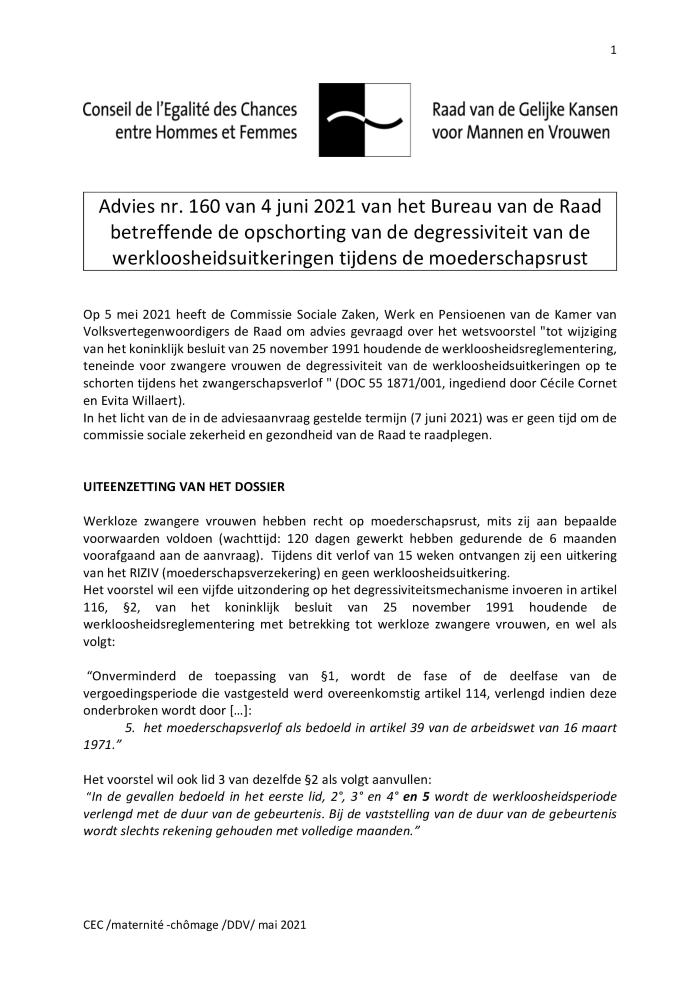 1
Conseil de l'Egalité des Chances
entre Hommes et Femmes
Raad van de Gelijke Kansen
voor Mannen en Vrouwen
Advies nr. 160 van 4 juni 2021 van het Bureau van de Raad
betreffende de opschorting van de degressiviteit van de
werkloosheidsuitkeringen tijdens de moederschapsrust
Op 5 mei 2021 heeft de Commissie Sociale Zaken, Werk en Pensioenen van de Kamer van
Volksvertegenwoordigers de Raad om advies gevraagd over het wetsvoorstel "tot wijziging
van het koninklijk besluit van 25 november 1991 houdende de werkloosheidsreglementering,
teneinde voor zwangere vrouwen de degressiviteit van de werkloosheidsuitkeringen op te
schorten tijdens het zwangerschapsverlof " (DOC 55 1871/001, ingediend door Cécile Cornet
en Evita Willaert).
In het licht van de in de adviesaanvraag gestelde termijn (7 juni 2021) was er geen tijd om de
commissie sociale zekerheid en gezondheid van de Raad te raadplegen.
UITEENZETTING VAN HET DOSSIER
Werkloze zwangere vrouwen hebben recht op moederschapsrust, mits zij aan bepaalde
voorwaarden voldoen (wachttijd: 120 dagen gewerkt hebben gedurende de 6 maanden
voorafgaand aan de aanvraag). Tijdens dit verlof van 15 weken ontvangen zij een uitkering
van het RIZIV (moederschapsverzekering) en geen werkloosheidsuitkering.
Het voorstel wil een vijfde uitzondering op het degressiviteitsmechanisme invoeren in artikel
116, §2, van het koninklijk besluit van 25 november 1991 houdende de
werkloosheidsreglementering met betrekking tot werkloze zwangere vrouwen, en wel als
volgt:
“Onverminderd de toepassing van §1, wordt de fase of de deelfase van de
vergoedingsperiode die vastgesteld werd overeenkomstig artikel 114, verlengd indien deze
onderbroken wordt door […]:
5. het moederschapsverlof als bedoeld in artikel 39 van de arbeidswet van 16 maart
1971.”
Het voorstel wil ook lid 3 van dezelfde §2 als volgt aanvullen:
“In de gevallen bedoeld in het eerste lid, 2°, 3° en 4° en 5 wordt de werkloosheidsperiode
verlengd met de duur van de gebeurtenis. Bij de vaststelling van de duur van de gebeurtenis
wordt slechts rekening gehouden met volledige maanden.”
CEC /maternité -chômage /DDV/ mai 2021